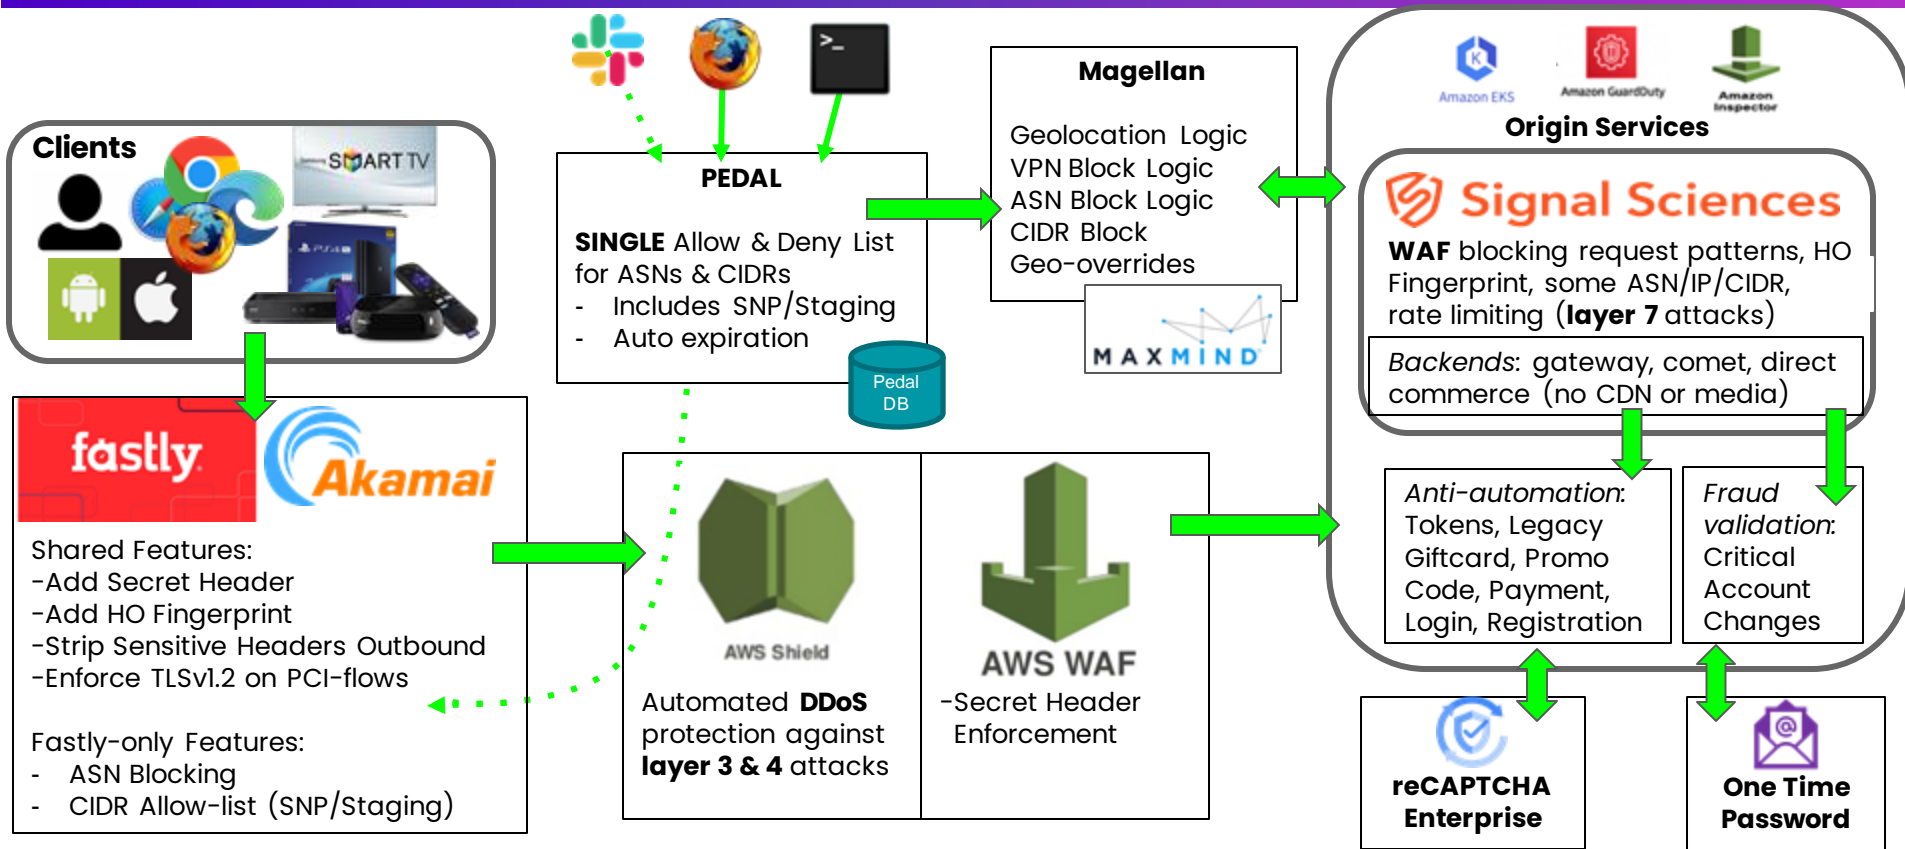 Clients
SMART TV
PS4
fastly
Akamai
Shared Features:
-Add Secret Header
-Add HO Fingerprint
-Strip Sensitive Headers Outbound
-Enforce TLSv1.2 on PCI-flows
Fastly-only Features:
- ASN Blocking
- CIDR Allow-list (SNP/Staging)
>_
PEDAL
SINGLE Allow & Deny List
for ASNs & CIDRs
- Includes SNP/Staging
- Auto expiration
Pedal
DB
Magellan
Geolocation Logic
VPN Block Logic
ASN Block Logic
CIDR Block
Geo-overrides
MAXMIND
AWS Shield
Automated DDoS
protection against
layer 3 & 4 attacks
AWS WAF
-Secret Header
Enforcement
Amazon EKS
Amazon GuardDuty
Amazon
Inspector
Origin Services
Signal Sciences
WAF blocking request patterns, HO
Fingerprint, some ASN/IP/CIDR,
rate limiting (layer 7 attacks)
Backends: gateway, comet, direct
commerce (no CDN or media)
Anti-automation:
Tokens, Legacy
Giftcard, Promo
Code, Payment,
Login, Registration
Fraud
validation:
Critical
Account
Changes
reCAPTCHA
Enterprise
One Time
Password